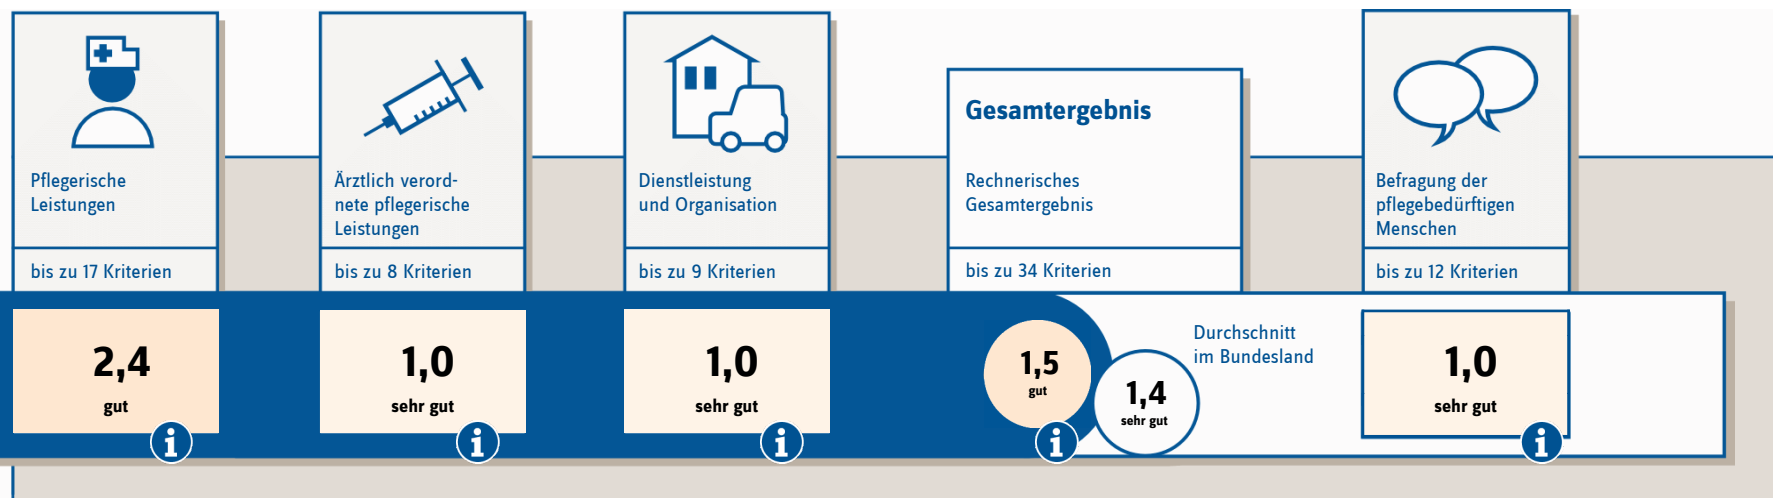 Pflegerische
Leistungen
bis zu 17 Kriterien
2,4
gut
i
Ärztlich verord-
nete pflegerische
Leistungen
bis zu 8 Kriterien
1,0
sehr gut
i
Dienstleistung
und Organisation
bis zu 9 Kriterien
1,0
sehr gut
i
Gesamtergebnis
Rechnerisches
Gesamtergebnis
bis zu 34 Kriterien
1,5
gut
i
1,4
sehr gut
Durchschnitt
im Bundesland
Befragung der
pflegebedürftigen
Menschen
bis zu 12 Kriterien
1,0
sehr gut
i